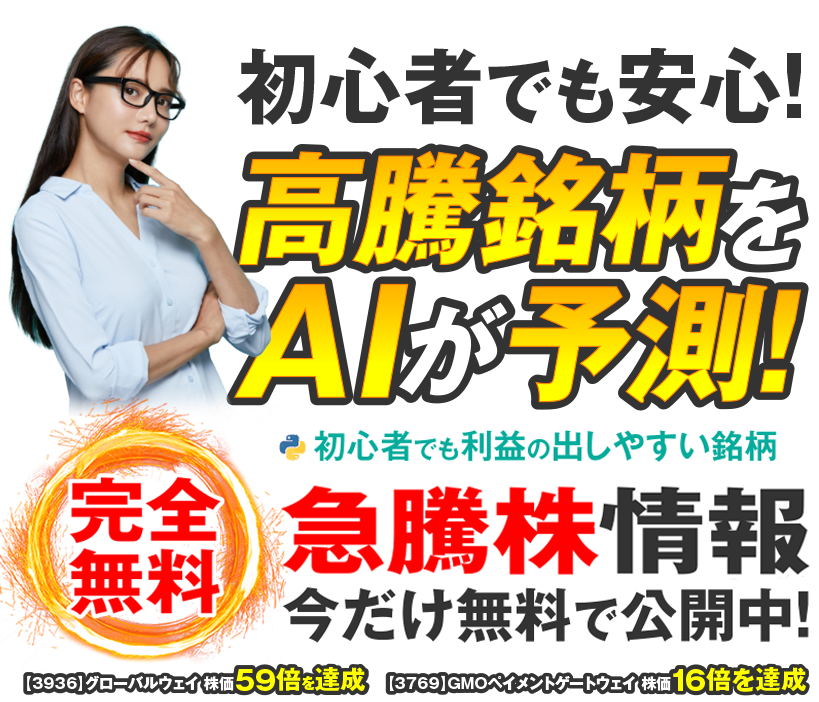 初心者でも安心!
高騰銘柄を
AIが予測!
初心者でも利益の出しやすい銘柄
完全
無料
急騰株情報
今だけ無料で公開中!
【3936】グローバルウェイ 株価59倍を達成 【3769】GMOペイメントゲートウェイ 株価16倍を達成